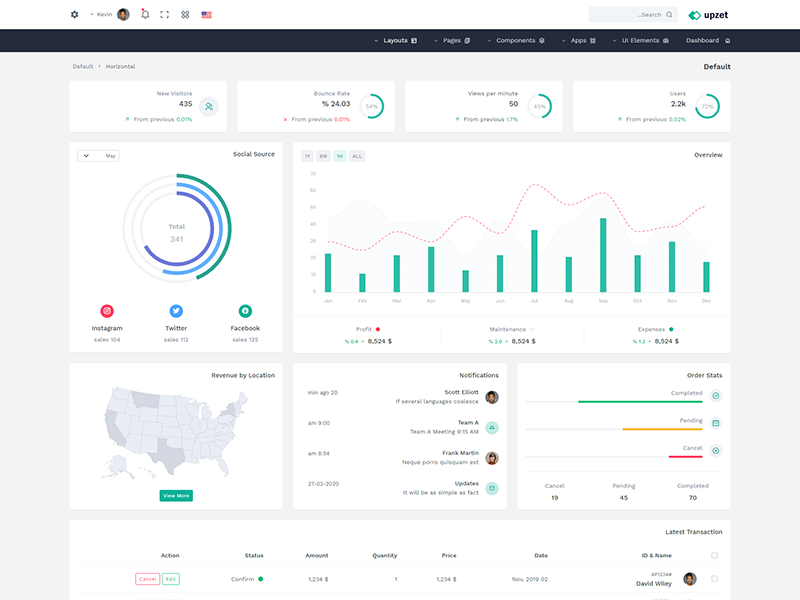 Kevin
Search...
upzet
Layouts
Pages
Components
Apps
UI Elements
Dashboard
Default < Horizontal
Default
New Visitors
435
From previous 0.01%
Bounce Rate
% 24.03
54%
From previous 0.01%
Views per minute
50
65%
From previous 1.7%
Users
2.2k
72%
From previous 0.02%
May
Social Source
Total
341
Instagram
Twitter
Facebook
sales 104
sales 112
sales 125
1Y 6M 1M ALL
Overview
70
60
50
40
30
20
10
0
Jan Feb Mar Apr May Jun Jul Aug Sep Oct Nov Dec
Profit
% 0.4 • 8,524 $
Maintenance
% 2.0 • 8,524 $
Expenses
% 1.2 • 8,524 $
Revenue by Location
View More
Notifications
min ago 20
Scott Elliott
If several languages coalesce
am 9:00
Team A
Team A Meeting 9:15 AM
am 8:54
Frank Martin
Neque porro quisquam est
27-03-2020
Updates
It will be as simple as fact
Order Stats
Completed
Pending
Cancel
Cancel
Pending
Completed
19
45
70
Latest Transaction
Action Status Amount Quantity Price Date ID & Name
Cancel Edit Confirm 1,234 $ 1 1,234 $ Nov, 2019 02
AP1234#
David Wiley